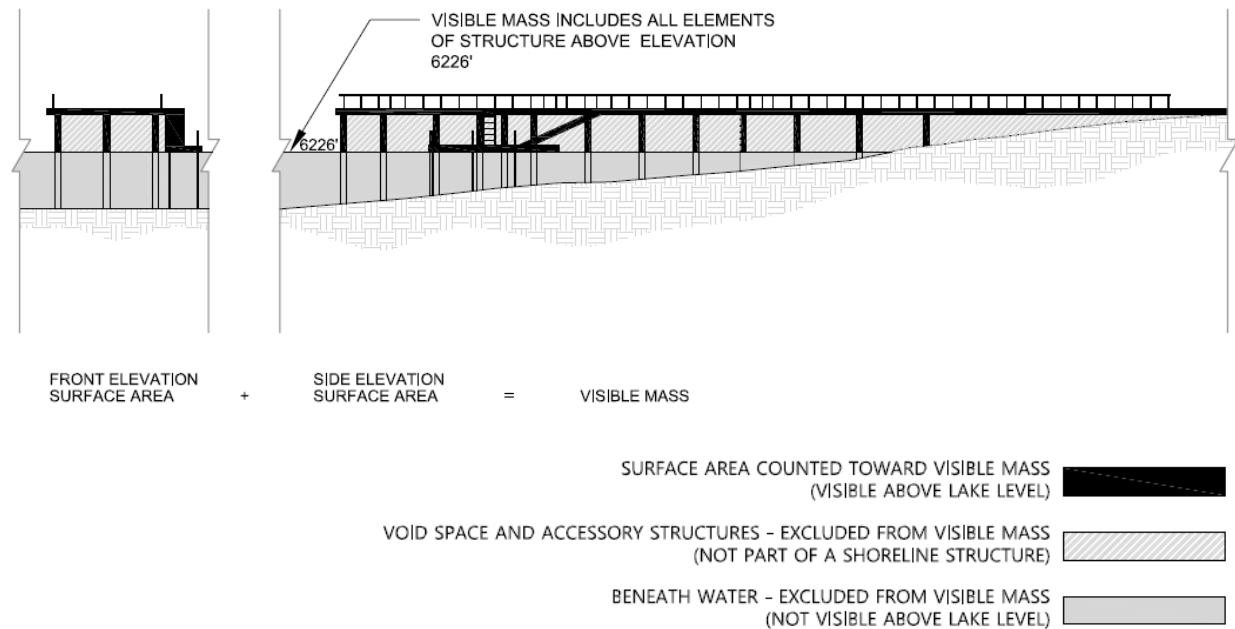 VISIBLE MASS INCLUDES ALL ELEMENTS
OF STRUCTURE ABOVE ELEVATION
6226'
6226'
FRONT ELEVATION
SURFACE AREA
+
SIDE ELEVATION
SURFACE AREA
=
VISIBLE MASS
SURFACE AREA COUNTED TOWARD VISIBLE MASS
(VISIBLE ABOVE LAKE LEVEL)
VOID SPACE AND ACCESSORY STRUCTURES - EXCLUDED FROM VISIBLE MASS
(NOT PART OF A SHORELINE STRUCTURE)
BENEATH WATER - EXCLUDED FROM VISIBLE MASS
(NOT VISIBLE ABOVE LAKE LEVEL)